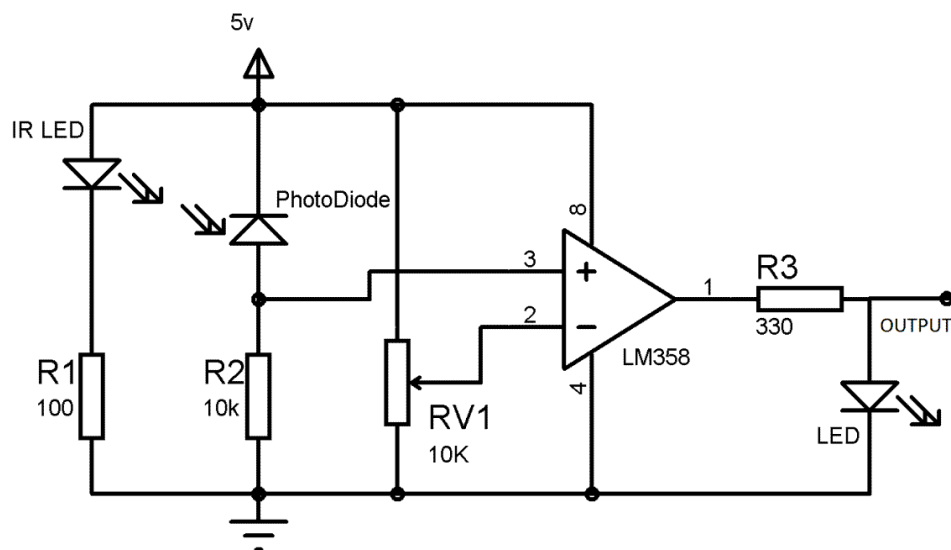 5v
IR LED
PhotoDiode
8
3
2
1
4
R1
100
R2
10k
RV1
10K
LM358
R3
330
OUTPUT
LED